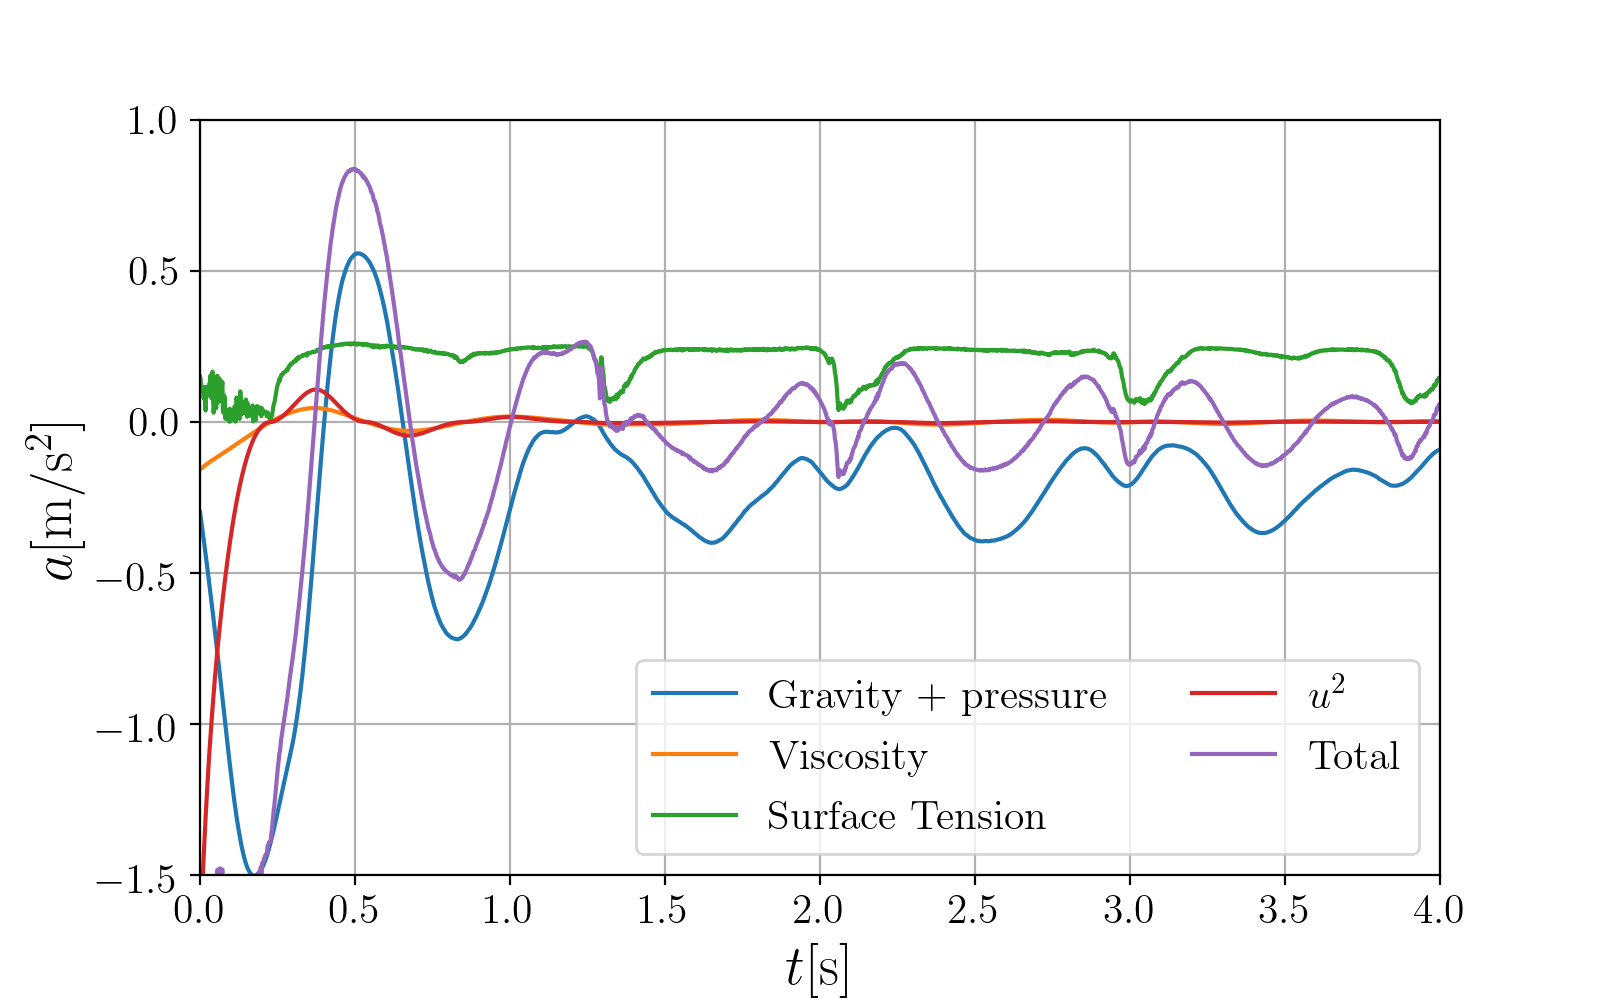 1.0
0.5
0.0
−0.5
−1.0
−1.5
a[m/s²]
0.0 0.5 1.0 1.5 2.0 2.5 3.0 3.5 4.0
t[s]
Gravity + pressure
Viscosity
Surface Tension
u²
Total